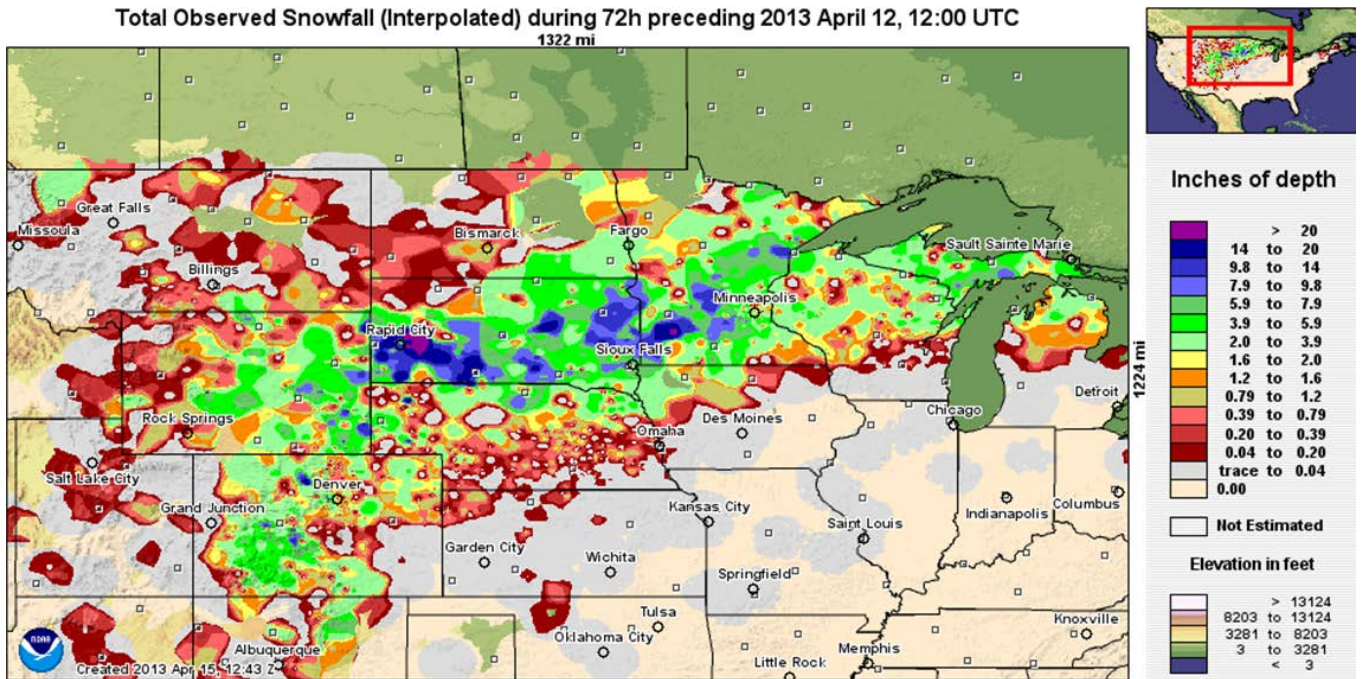 Total Observed Snowfall (Interpolated) during 72h preceding 2013 April 12, 12:00 UTC
1322 mi
Great Falls
Missoula
Bismarck
Fargo
Sault Sainte Marie
Billings
Minneapolis
Rapid City
Sioux Falls
1224 mi
Detroit
Rock Springs
Des Moines
Chicago
Omaha
Salt Lake City
Denver
Grand Junction
Kansas City
Saint Louis
Indianapolis
Columbus
Garden City
Wichita
Springfield
Tulsa
Knoxville
Oklahoma City
Albuquerque
Memphis
Little Rock
NOAA
Created 2013 Apr 15, 12:43 Z
Inches of depth
> 20
14 to 20
9.8 to 14
7.9 to 9.8
5.9 to 7.9
3.9 to 5.9
2.0 to 3.9
1.6 to 2.0
1.2 to 1.6
0.79 to 1.2
0.39 to 0.79
0.20 to 0.39
0.04 to 0.20
trace to 0.04
0.00
Not Estimated
Elevation in feet
> 13124
8203 to 13124
3281 to 8203
3 to 3281
< 3